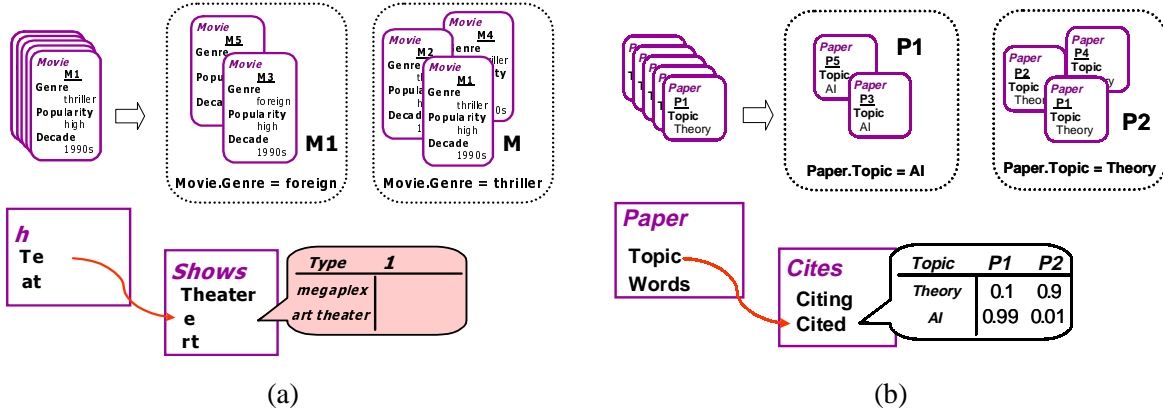 Movie
M1
Genre
thriller
Popularity
high
Decade
1990s
Movie
M5
Genre
Popu
Deca
Movie
M3
Genre
foreign
Popularity
high
Decade
1990s
M1
Movie.Genre = foreign
Movie
M2
Genre
Movie
M4
Genre
Movie
M1
Genre
thriller
Popularity
high
Decade
1990s
M
Movie.Genre = thriller
h
Te
at
Shows
Theater
e
rt
Type 1
megaplex
art theater
(a)
Paper
P1
Topic
Theory
Paper
P5
Topic
AI
Paper
P3
Topic
AI
P1
Paper.Topic = AI
Paper
P2
Topic
Theor
Paper
P4
Topic
Paper
P1
Topic
Theory
P2
Paper.Topic = Theory
Paper
Topic
Words
Cites
Citing
Cited
Topic P1 P2
Theory 0.1 0.9
AI 0.99 0.01
(b)